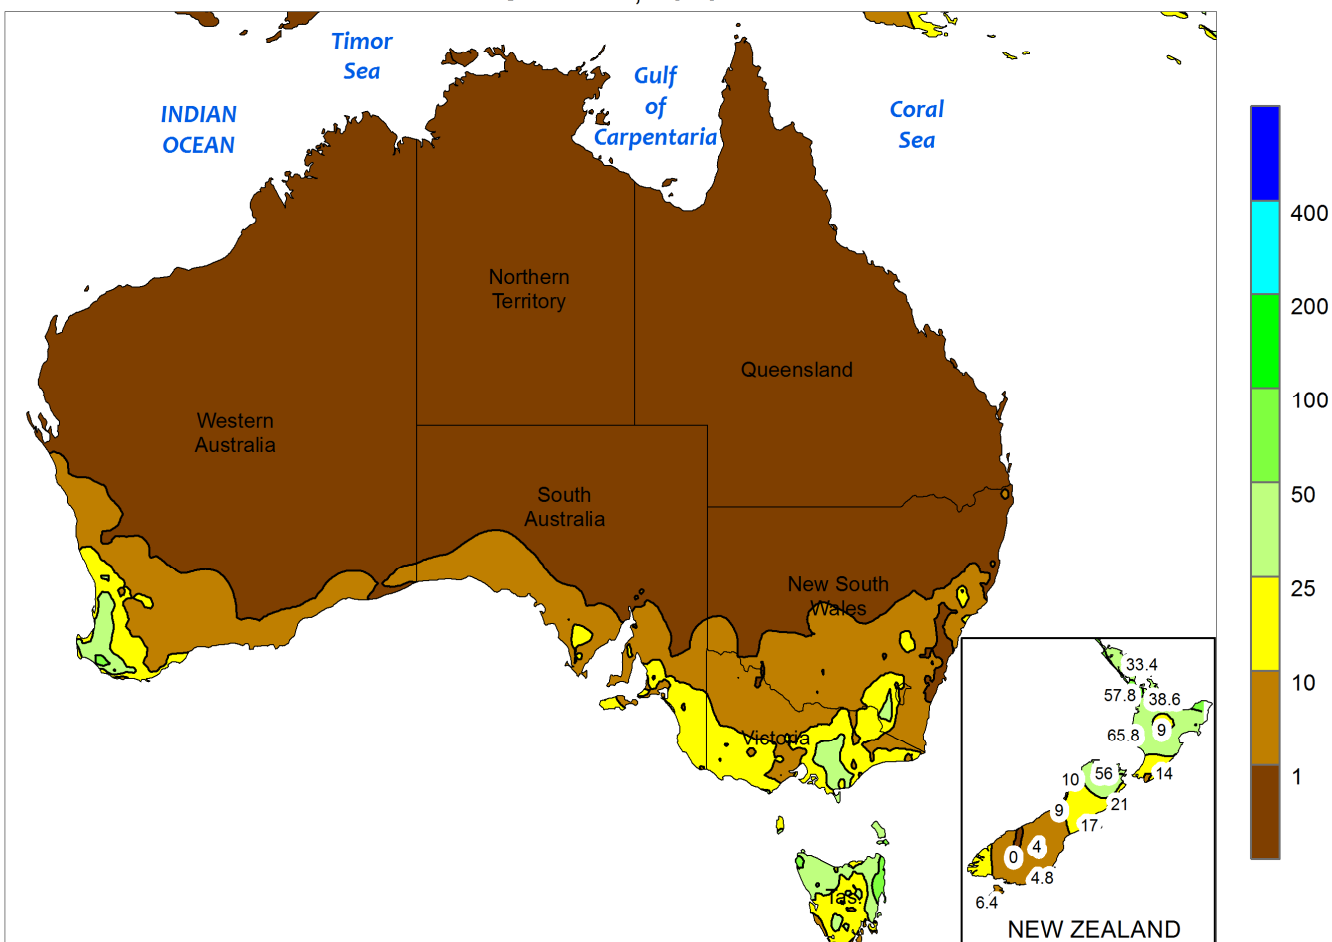 Timor
Sea
Gulf
of
Carpentaria
INDIAN
OCEAN
Coral
Sea
400
200
100
50
25
10
1
Northern
Territory
Queensland
Western
Australia
South
Australia
New South
Wales
Victoria
Tas.
33.4
57.8
38.6
65.8
9
14
56
10
21
9
17
4
0
4.8
6.4
NEW ZEALAND